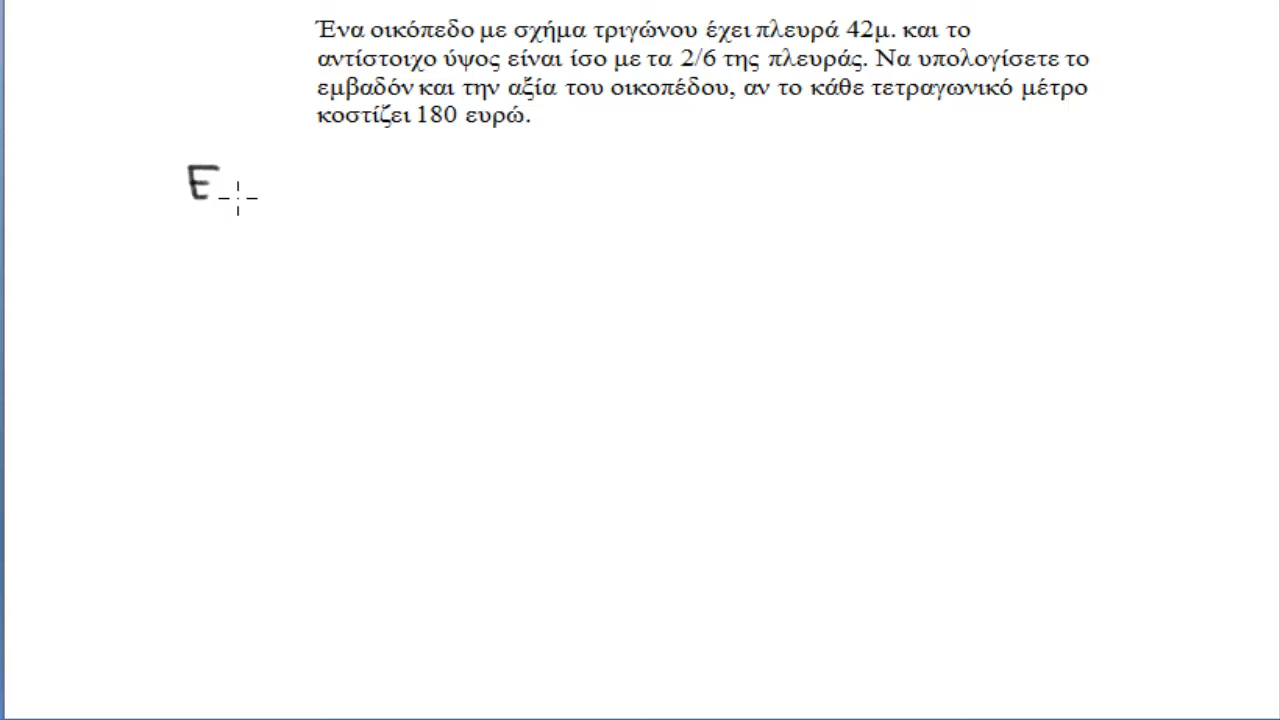 Ένα οικόπεδο με σχήμα τριγώνου έχει πλευρά 42μ. και το
αντίστοιχο ύψος είναι ίσο με τα 2/6 της πλευράς. Να υπολογίσετε το
εμβαδόν και την αξία του οικοπέδου, αν το κάθε τετραγωνικό μέτρο
κοστίζει 180 ευρώ.
Ε